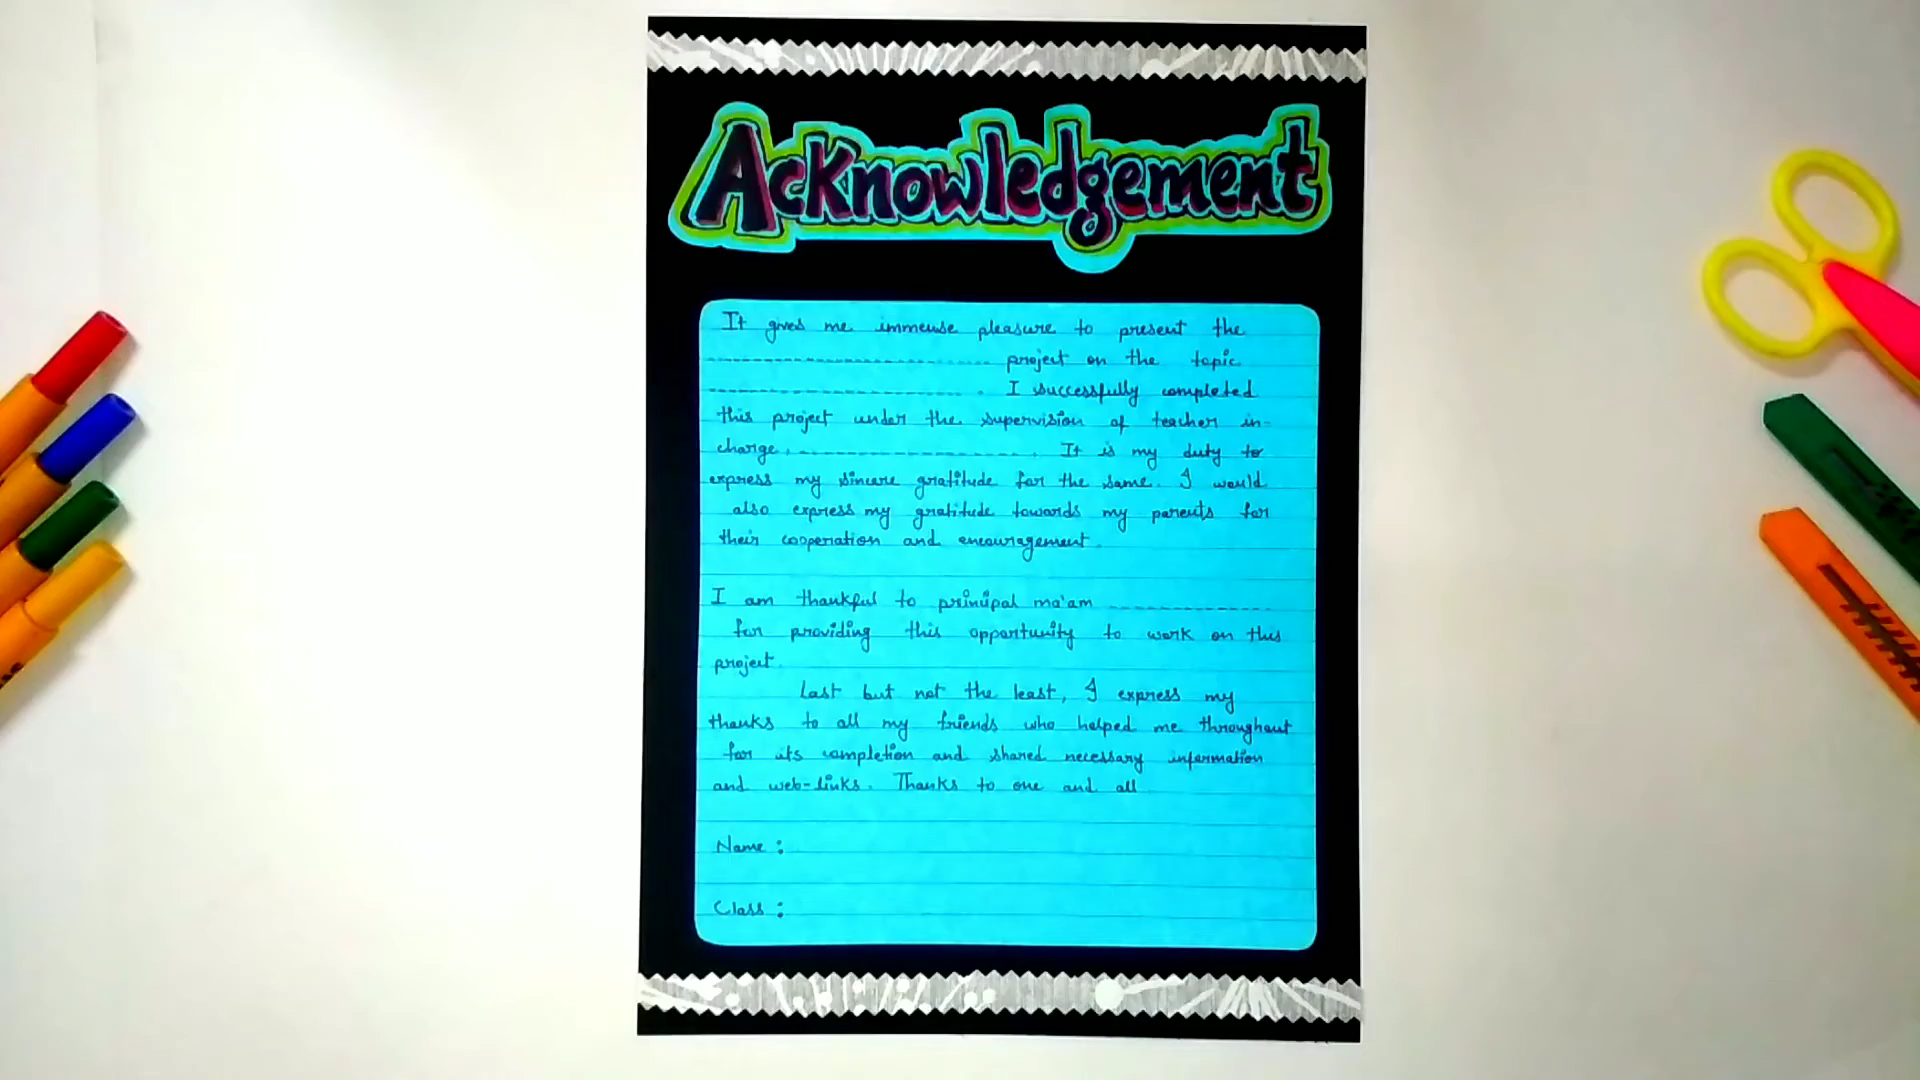 Acknowledgement
It gives me immense pleasure to present the
---------------------------- project on the topic
-------------------------. I successfully completed
this project under the supervision of teacher in-
charge, -----------------------. It is my duty to
express my sincere gratitude for the same. I would
also express my gratitude towards my parents for
their cooperation and encouragement.
I am thankful to principal ma'am ----------------
for providing this opportunity to work on this
project.
Last but not the least, I express my
thanks to all my friends who helped me throughout
for its completion and shared necessary information
and web-links. Thanks to one and all
Name :
Class :